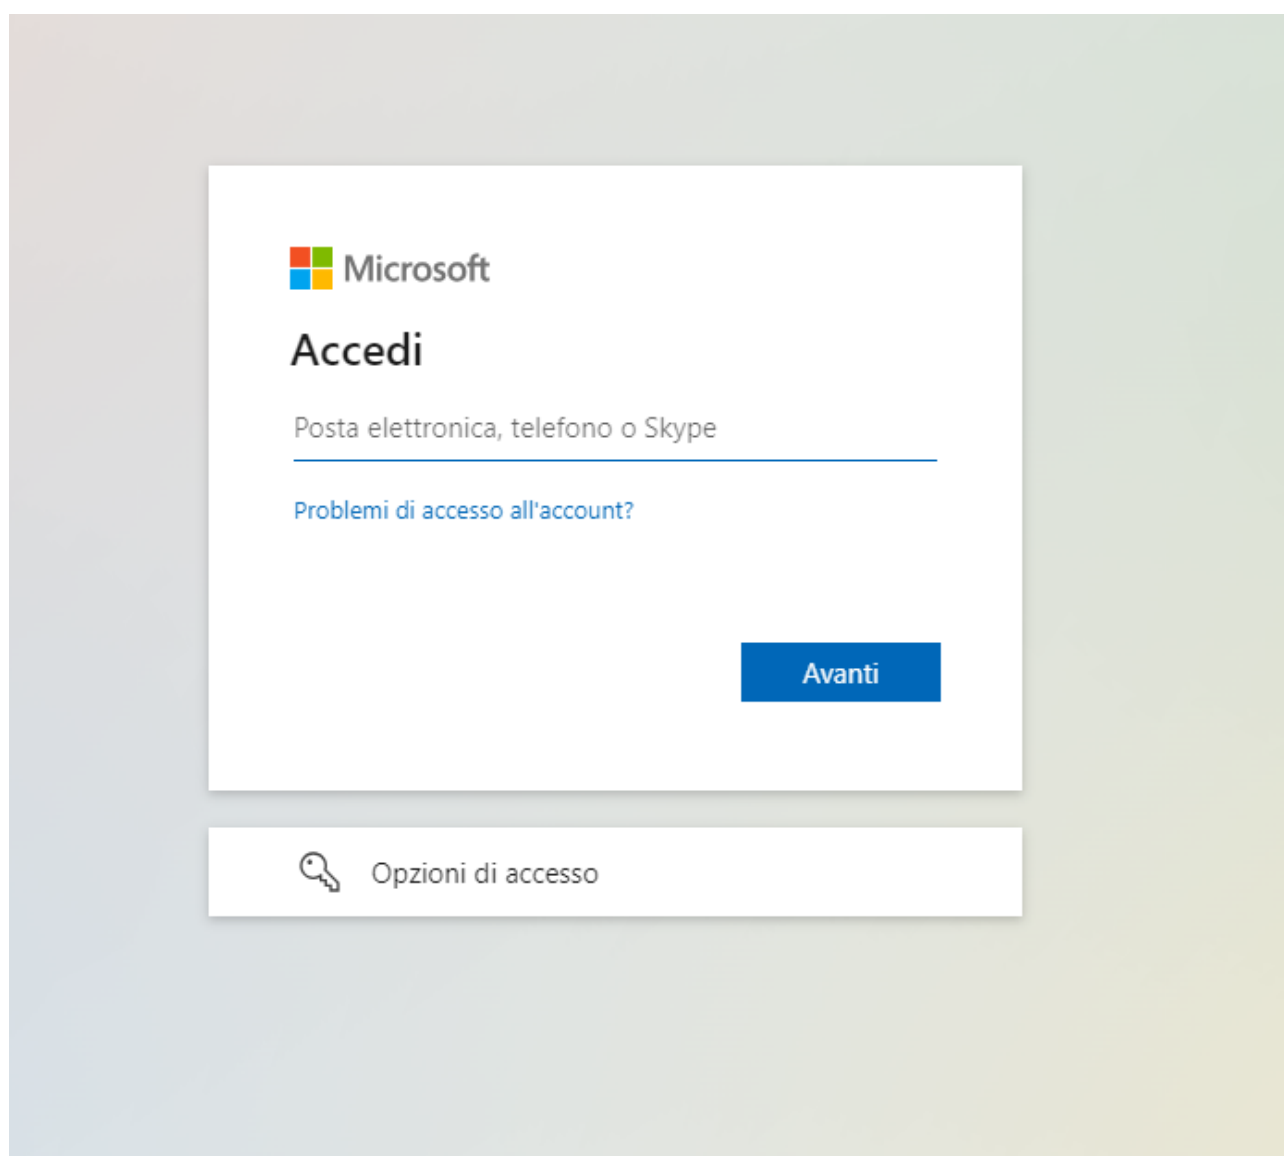 Microsoft
Accedi
Posta elettronica, telefono o Skype
Problemi di accesso all'account?
Avanti
Opzioni di accesso